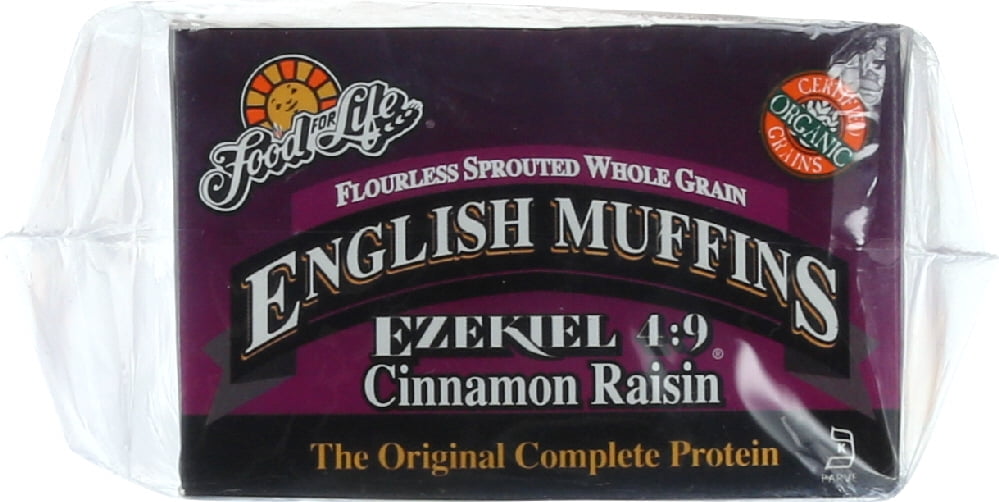 Food FOR Life®
CERTIFIED
ORGANIC
GRAINS
FLOURLESS SPROUTED WHOLE GRAIN
ENGLISH MUFFINS
EZEKIEL 4:9®
Cinnamon Raisin
The Original Complete Protein
K
PARVE